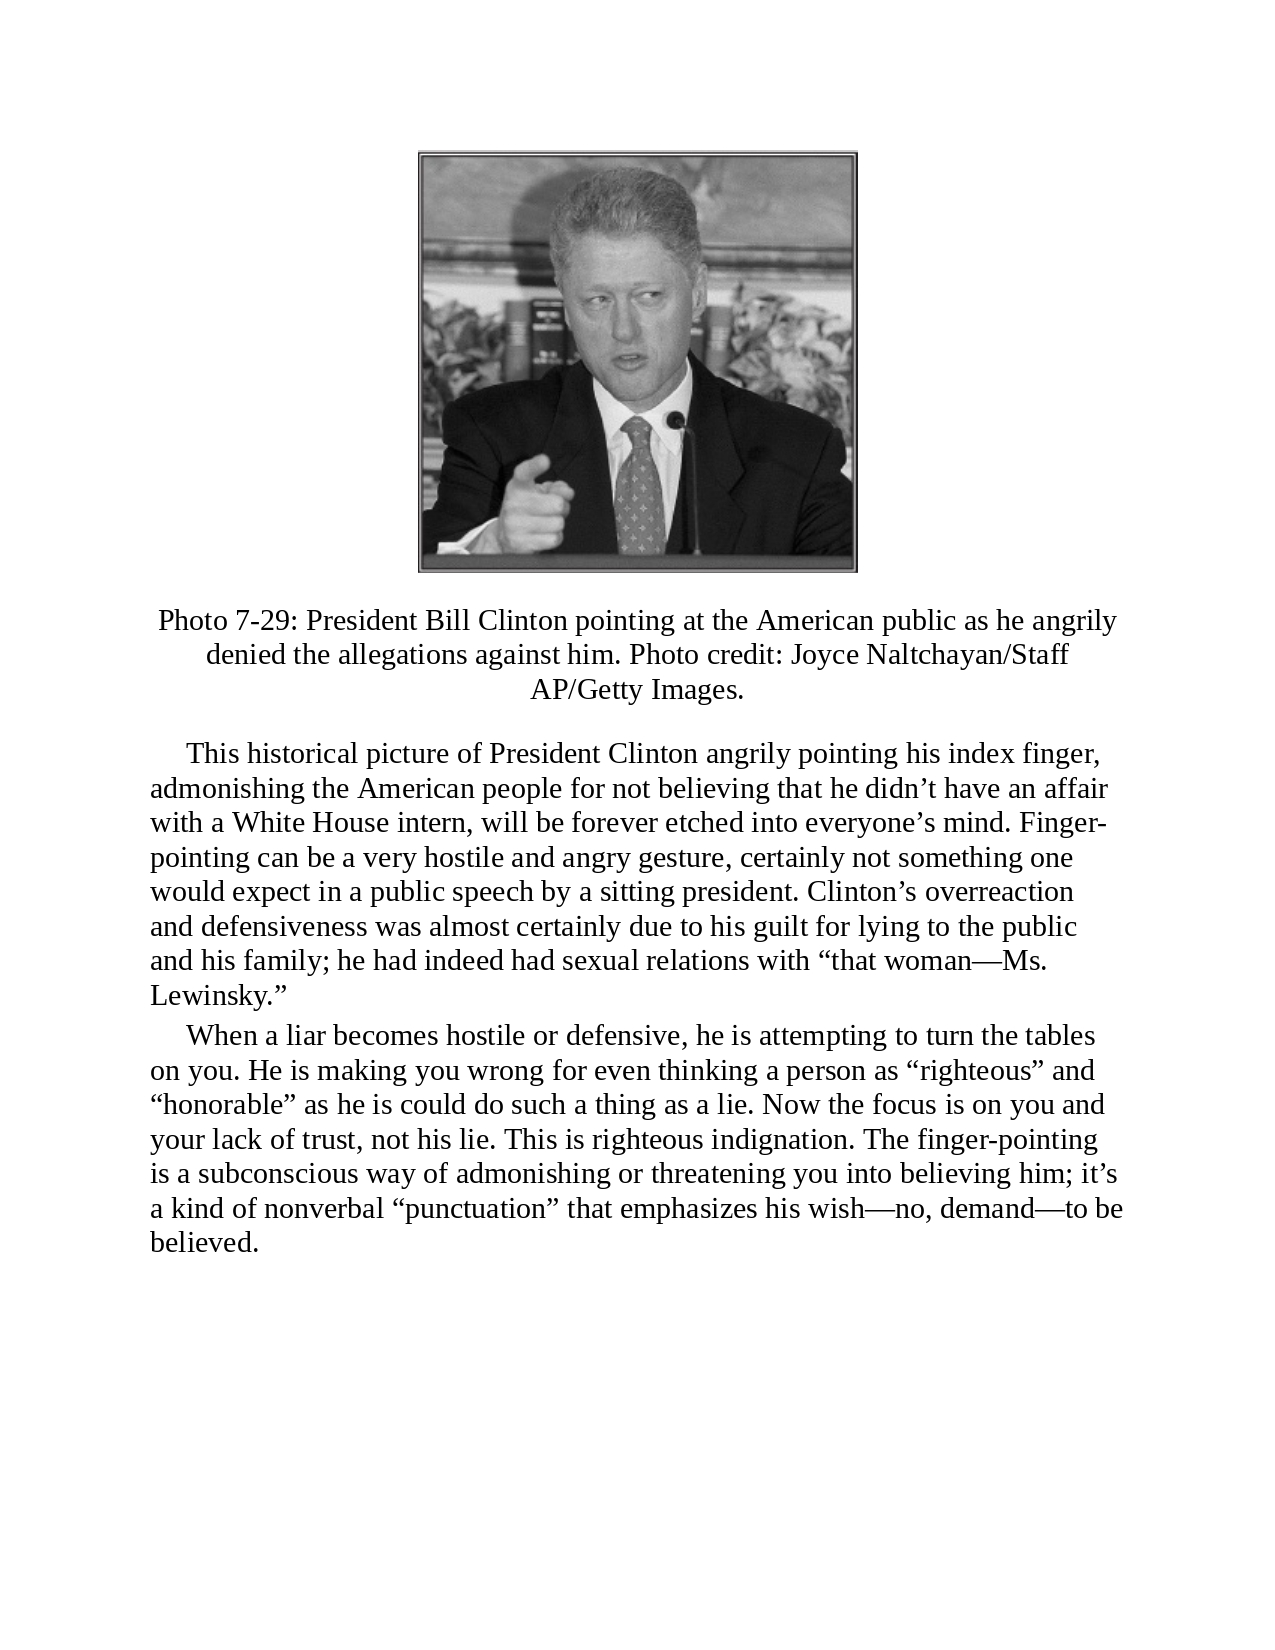 Photo 7-29: President Bill Clinton pointing at the American public as he angrily
denied the allegations against him. Photo credit: Joyce Naltchayan/Staff
AP/Getty Images.
This historical picture of President Clinton angrily pointing his index finger,
admonishing the American people for not believing that he didn’t have an affair
with a White House intern, will be forever etched into everyone’s mind. Finger-
pointing can be a very hostile and angry gesture, certainly not something one
would expect in a public speech by a sitting president. Clinton’s overreaction
and defensiveness was almost certainly due to his guilt for lying to the public
and his family; he had indeed had sexual relations with “that woman—Ms.
Lewinsky.”
When a liar becomes hostile or defensive, he is attempting to turn the tables
on you. He is making you wrong for even thinking a person as “righteous” and
“honorable” as he is could do such a thing as a lie. Now the focus is on you and
your lack of trust, not his lie. This is righteous indignation. The finger-pointing
is a subconscious way of admonishing or threatening you into believing him; it’s
a kind of nonverbal “punctuation” that emphasizes his wish—no, demand—to be
believed.